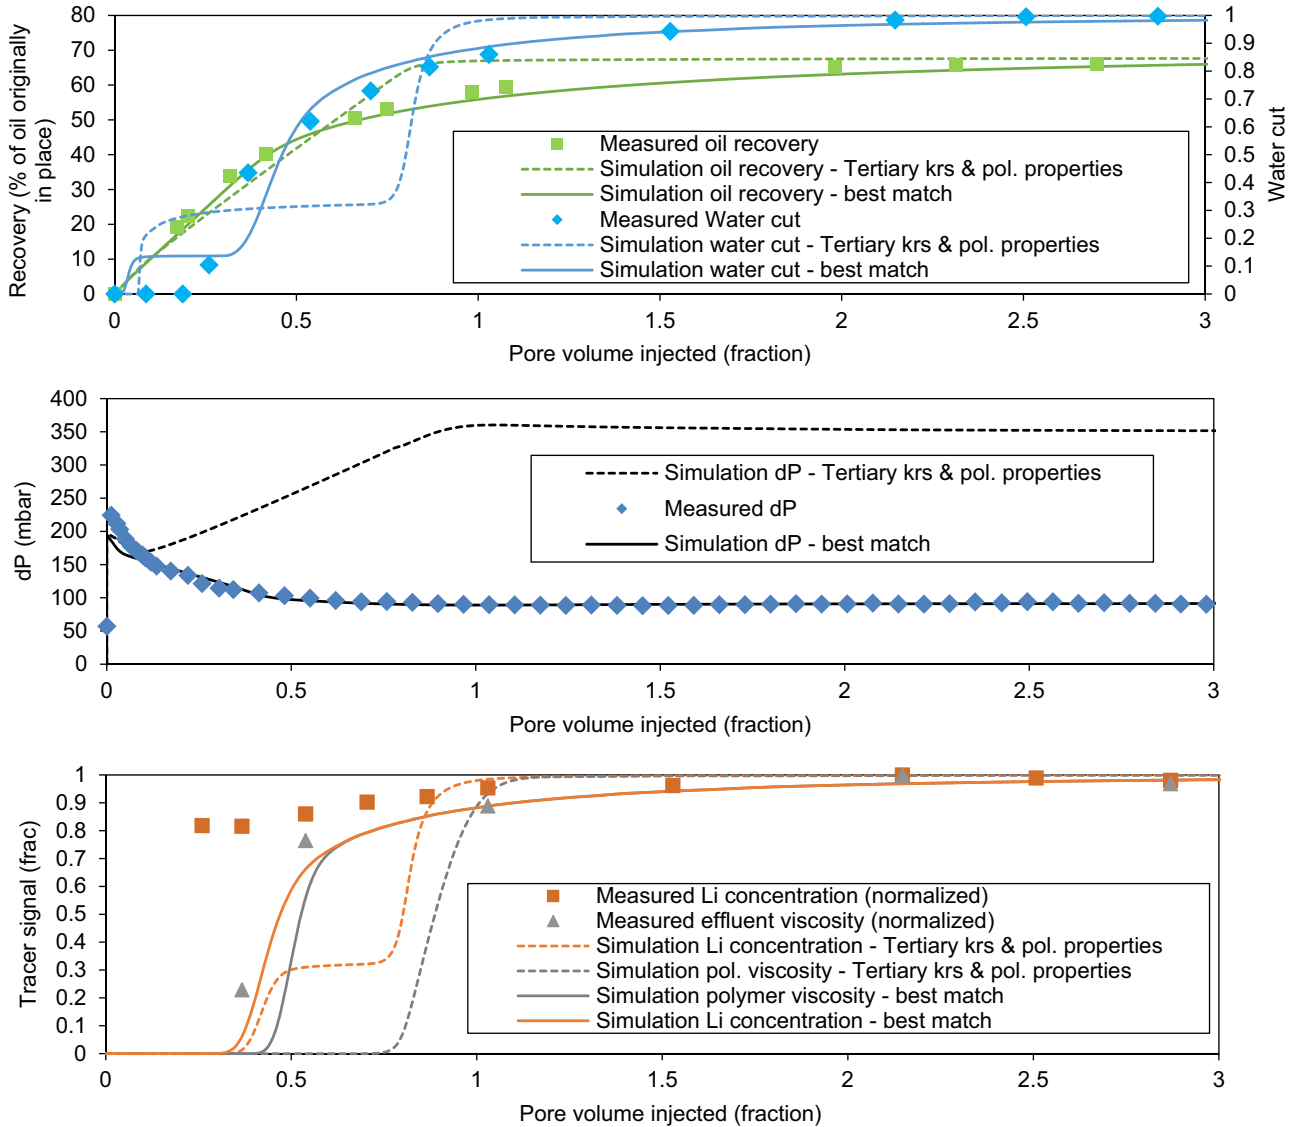 80
70
60
50
40
30
20
10
0
Recovery (% of oil originally
in place)
1
0.9
0.8
0.7
0.6
0.5
0.4
0.3
0.2
0.1
0
Water cut
Measured oil recovery
Simulation oil recovery - Tertiary krs & pol. properties
Simulation oil recovery - best match
Measured Water cut
Simulation water cut - Tertiary krs & pol. properties
Simulation water cut - best match
0 0.5 1 1.5 2 2.5 3
Pore volume injected (fraction)
400
350
300
250
200
150
100
50
0
dP (mbar)
Simulation dP - Tertiary krs & pol. properties
Measured dP
Simulation dP - best match
0 0.5 1 1.5 2 2.5 3
Pore volume injected (fraction)
1
0.9
0.8
0.7
0.6
0.5
0.4
0.3
0.2
0.1
0
Tracer signal (frac)
Measured Li concentration (normalized)
Measured effluent viscosity (normalized)
Simulation Li concentration - Tertiary krs & pol. properties
Simulation pol. viscosity - Tertiary krs & pol. properties
Simulation polymer viscosity - best match
Simulation Li concentration - best match
0 0.5 1 1.5 2 2.5 3
Pore volume injected (fraction)